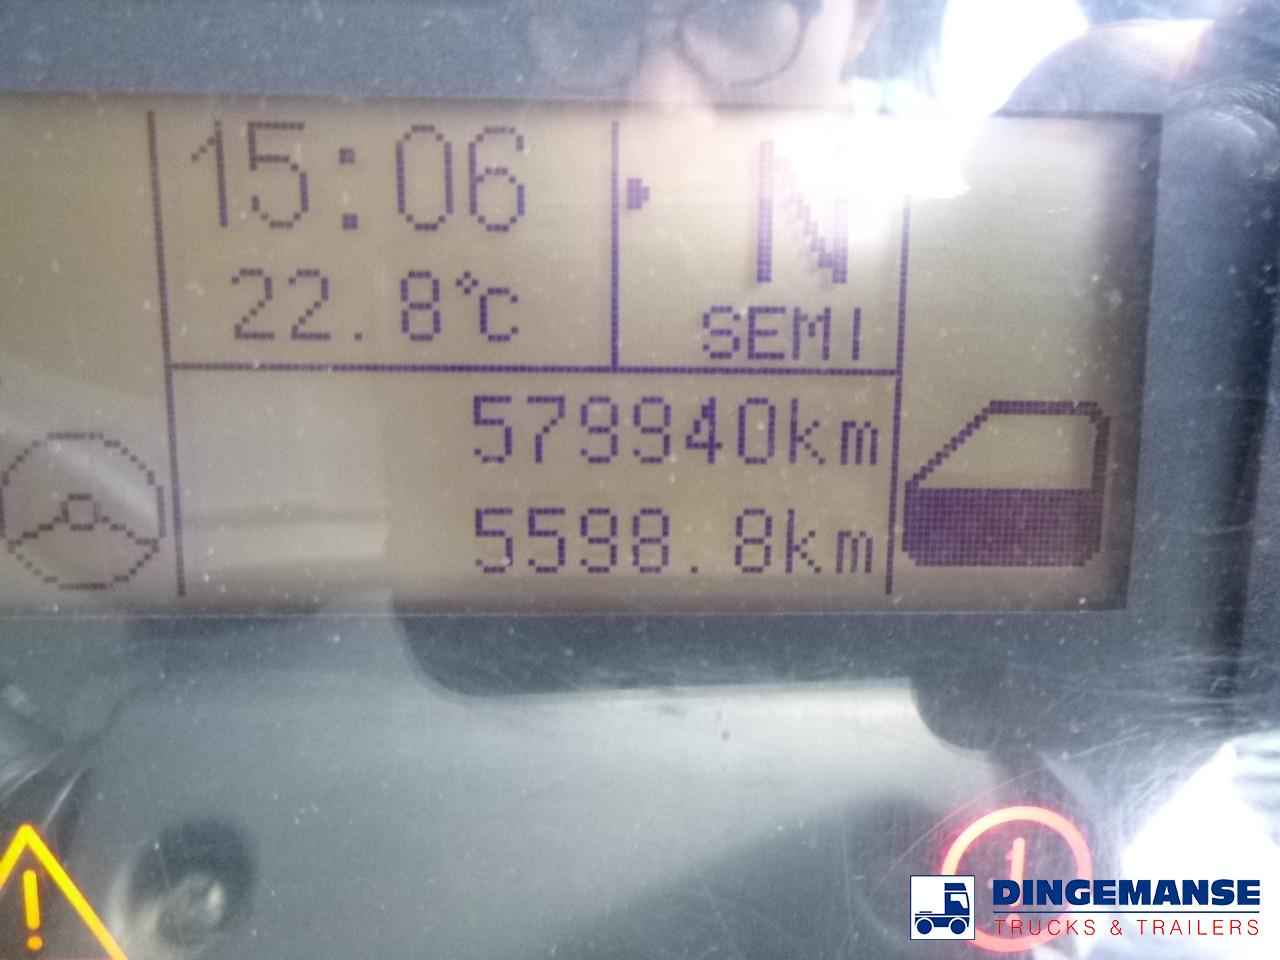 15:06
N
22.8°C
SEMI
579940km
5598.8km
DINGEMANSE
TRUCKS & TRAILERS